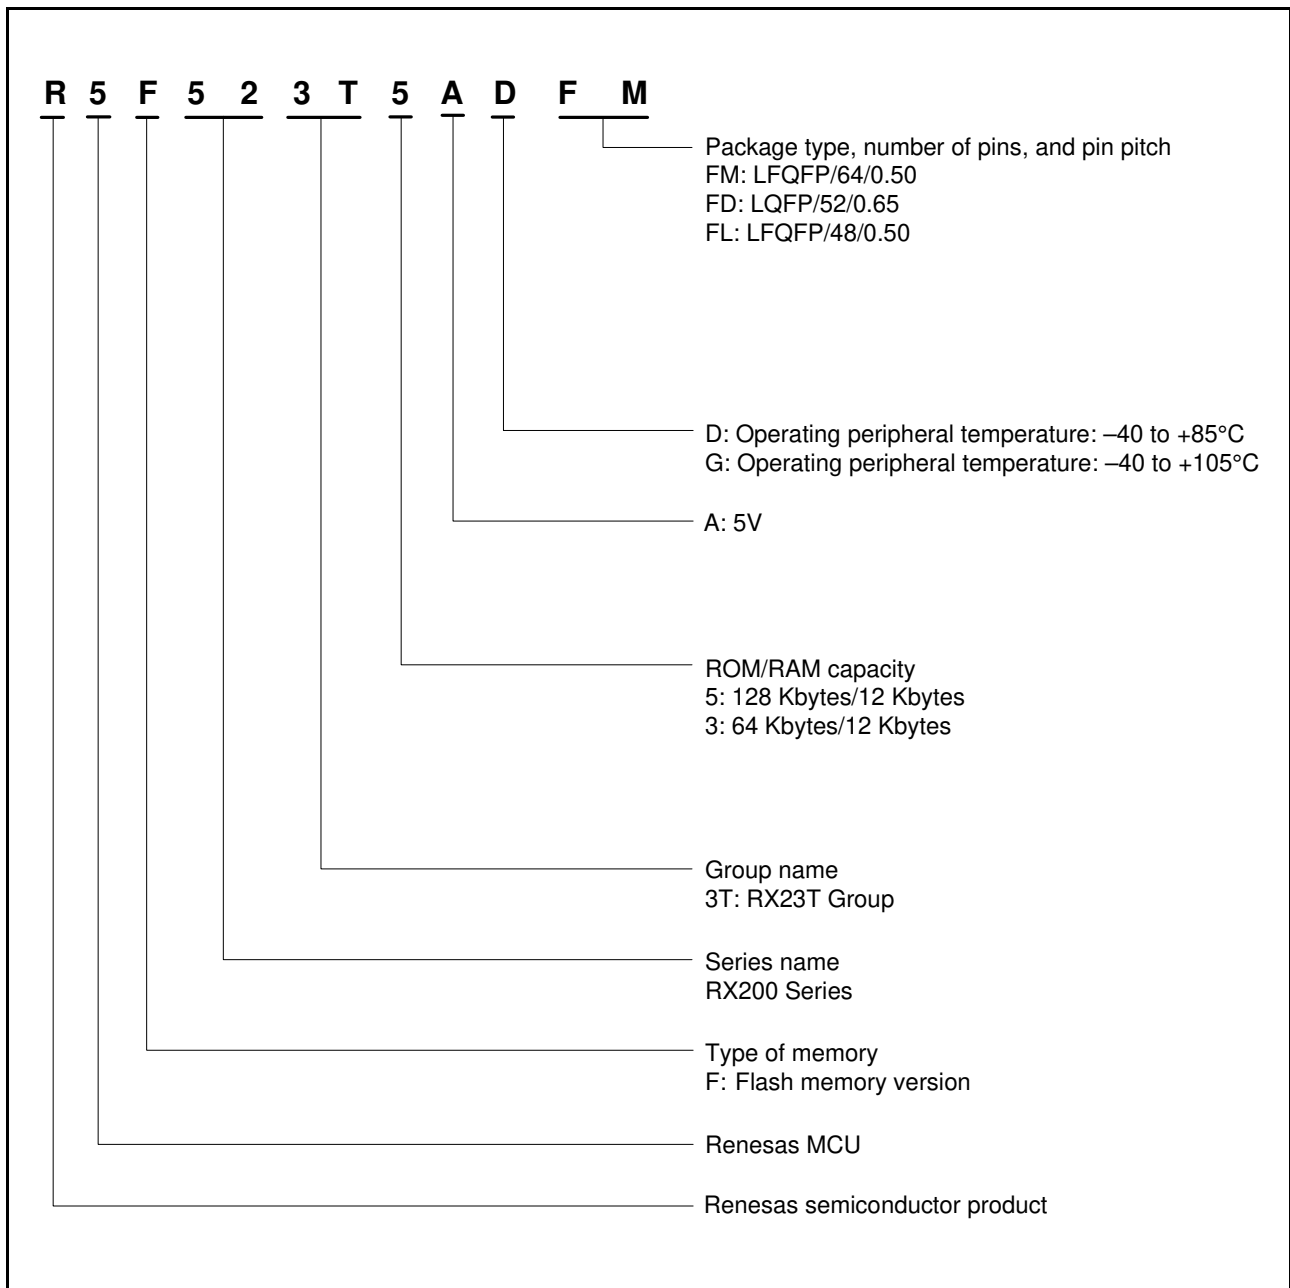 R 5 F 5 2 3 T 5 A D F M
Package type, number of pins, and pin pitch
FM: LFQFP/64/0.50
FD: LQFP/52/0.65
FL: LFQFP/48/0.50
D: Operating peripheral temperature: –40 to +85°C
G: Operating peripheral temperature: –40 to +105°C
A: 5V
ROM/RAM capacity
5: 128 Kbytes/12 Kbytes
3: 64 Kbytes/12 Kbytes
Group name
3T: RX23T Group
Series name
RX200 Series
Type of memory
F: Flash memory version
Renesas MCU
Renesas semiconductor product